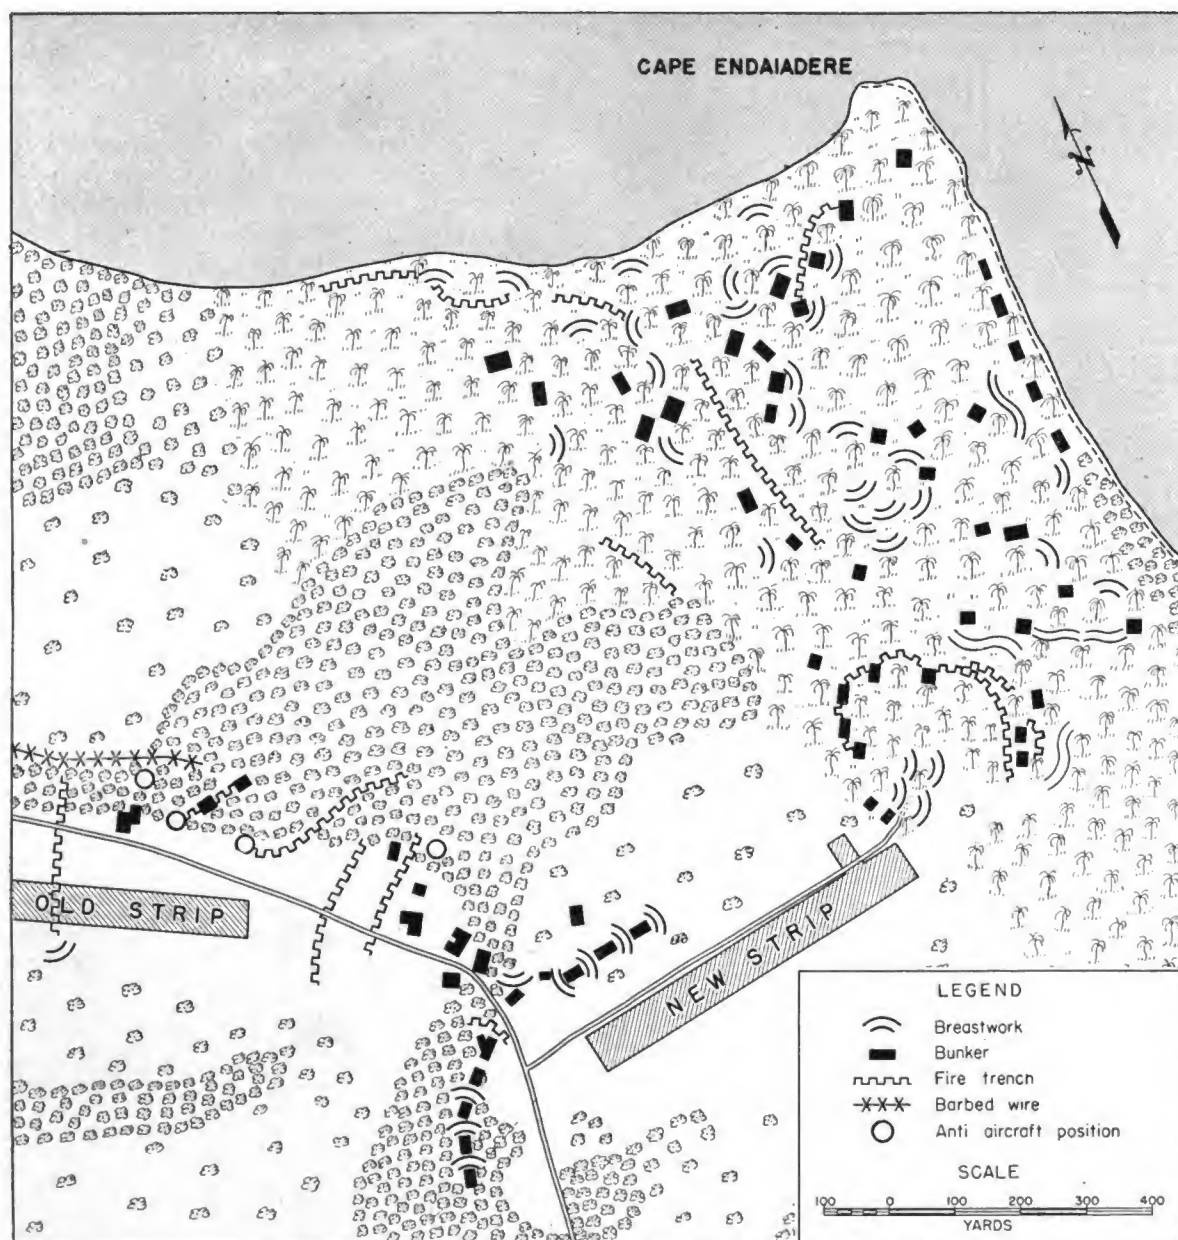 CAPE ENDAIADERE
N
OLD STRIP
NEW STRIP
LEGEND
Breastwork
Bunker
Fire trench
Barbed wire
Anti aircraft position
SCALE
100 0 100 200 300 400
YARDS